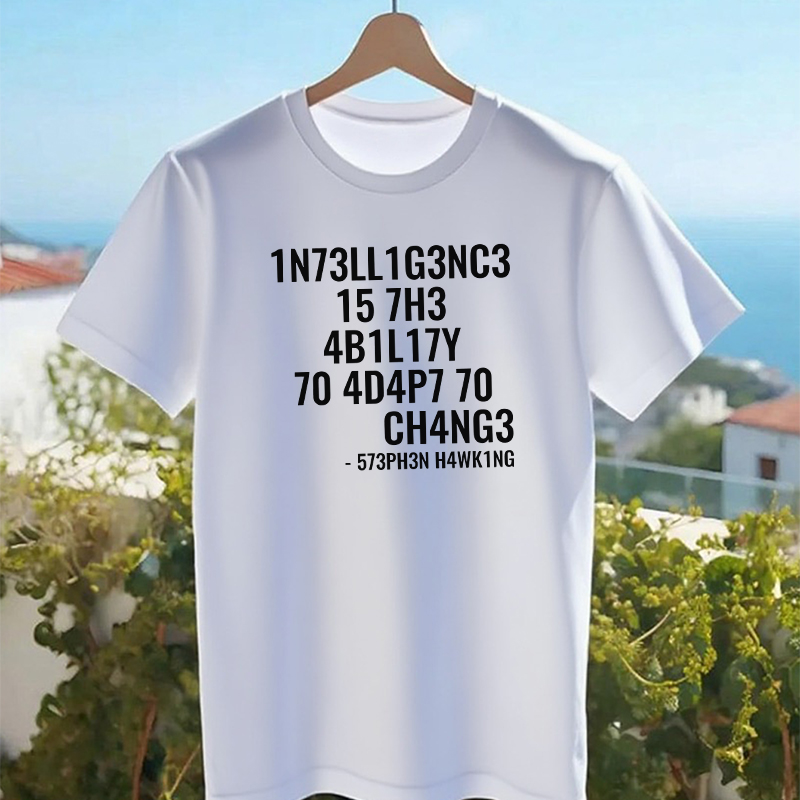 1N73LL1G3NC3
15 7H3
4B1L17Y
70 4D4P7 70
CH4NG3
- 573PH3N H4WK1NG